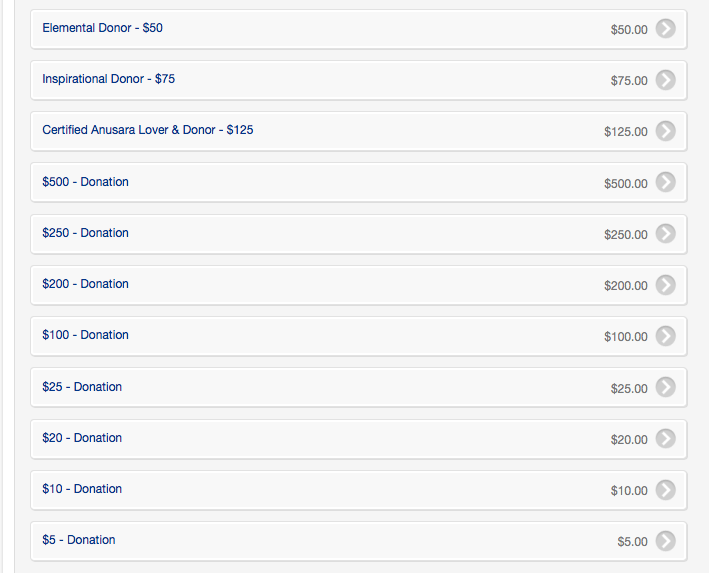 Elemental Donor - $50 $50.00
Inspirational Donor - $75 $75.00
Certified Anusara Lover & Donor - $125 $125.00
$500 - Donation $500.00
$250 - Donation $250.00
$200 - Donation $200.00
$100 - Donation $100.00
$25 - Donation $25.00
$20 - Donation $20.00
$10 - Donation $10.00
$5 - Donation $5.00